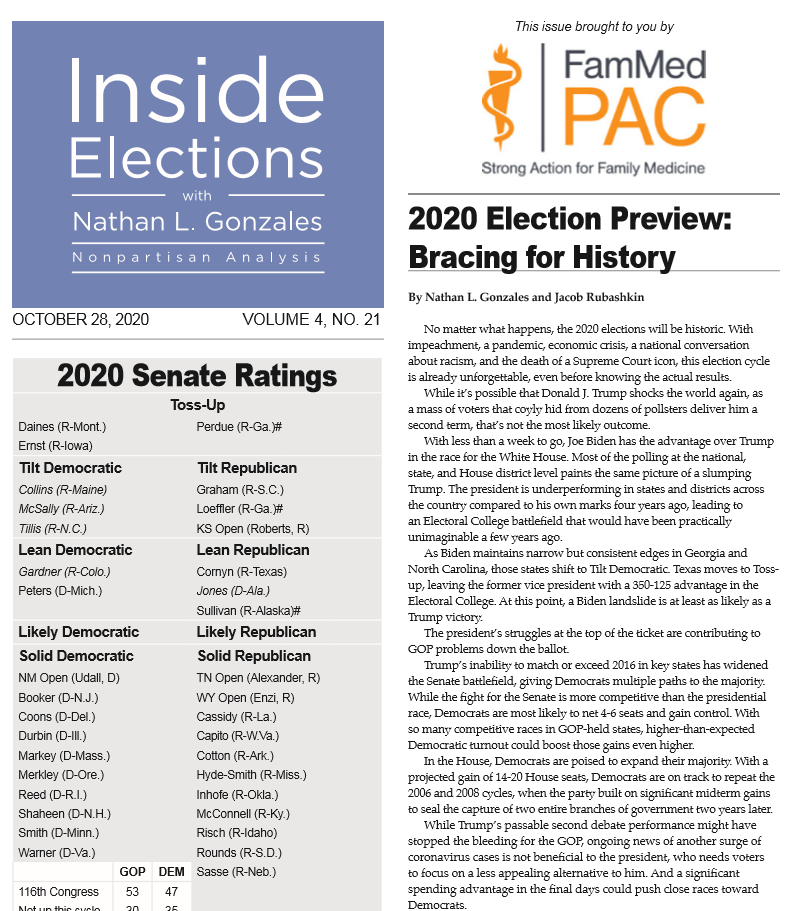 Inside
Elections
with
Nathan L. Gonzales
Nonpartisan Analysis
OCTOBER 28, 2020 VOLUME 4, NO. 21
2020 Senate Ratings
Toss-Up
Daines (R-Mont.) Perdue (R-Ga.)#
Ernst (R-Iowa)
Tilt Democratic Tilt Republican
Collins (R-Maine) Graham (R-S.C.)
McSally (R-Ariz.) Loeffler (R-Ga.)#
Tillis (R-N.C.) KS Open (Roberts, R)
Lean Democratic Lean Republican
Gardner (R-Colo.) Cornyn (R-Texas)
Peters (D-Mich.) Jones (D-Ala.)
Sullivan (R-Alaska)#
Likely Democratic Likely Republican
Solid Democratic Solid Republican
NM Open (Udall, D) TN Open (Alexander, R)
Booker (D-N.J.) WY Open (Enzi, R)
Coons (D-Del.) Cassidy (R-La.)
Durbin (D-Ill.) Capito (R-W.Va.)
Markey (D-Mass.) Cotton (R-Ark.)
Merkley (D-Ore.) Hyde-Smith (R-Miss.)
Reed (D-R.I.) Inhofe (R-Okla.)
Shaheen (D-N.H.) McConnell (R-Ky.)
Smith (D-Minn.) Risch (R-Idaho)
Warner (D-Va.) Rounds (R-S.D.)
GOP DEM Sasse (R-Neb.)
116th Congress 53 47
Not up this cycle 30 35
This issue brought to you by
FamMed
PAC
Strong Action for Family Medicine
2020 Election Preview:
Bracing for History
By Nathan L. Gonzales and Jacob Rubashkin
No matter what happens, the 2020 elections will be historic. With
impeachment, a pandemic, economic crisis, a national conversation
about racism, and the death of a Supreme Court icon, this election cycle
is already unforgettable, even before knowing the actual results.
While it's possible that Donald J. Trump shocks the world again, as
a mass of voters that coyly hid from dozens of pollsters deliver him a
second term, that's not the most likely outcome.
With less than a week to go, Joe Biden has the advantage over Trump
in the race for the White House. Most of the polling at the national,
state, and House district level paints the same picture of a slumping
Trump. The president is underperforming in states and districts across
the country compared to his own marks four years ago, leading to
an Electoral College battlefield that would have been practically
unimaginable a few years ago.
As Biden maintains narrow but consistent edges in Georgia and
North Carolina, those states shift to Tilt Democratic. Texas moves to Toss-
up, leaving the former vice president with a 350-125 advantage in the
Electoral College. At this point, a Biden landslide is at least as likely as a
Trump victory.
The president's struggles at the top of the ticket are contributing to
GOP problems down the ballot.
Trump's inability to match or exceed 2016 in key states has widened
the Senate battlefield, giving Democrats multiple paths to the majority.
While the fight for the Senate is more competitive than the presidential
race, Democrats are most likely to net 4-6 seats and gain control. With
so many competitive races in GOP-held states, higher-than-expected
Democratic turnout could boost those gains even higher.
In the House, Democrats are poised to expand their majority. With a
projected gain of 14-20 House seats, Democrats are on track to repeat the
2006 and 2008 cycles, when the party built on significant midterm gains
to seal the capture of two entire branches of government two years later.
While Trump's passable second debate performance might have
stopped the bleeding for the GOP, ongoing news of another surge of
coronavirus cases is not beneficial to the president, who needs voters
to focus on a less appealing alternative to him. And a significant
spending advantage in the final days could push close races toward
Democrats.